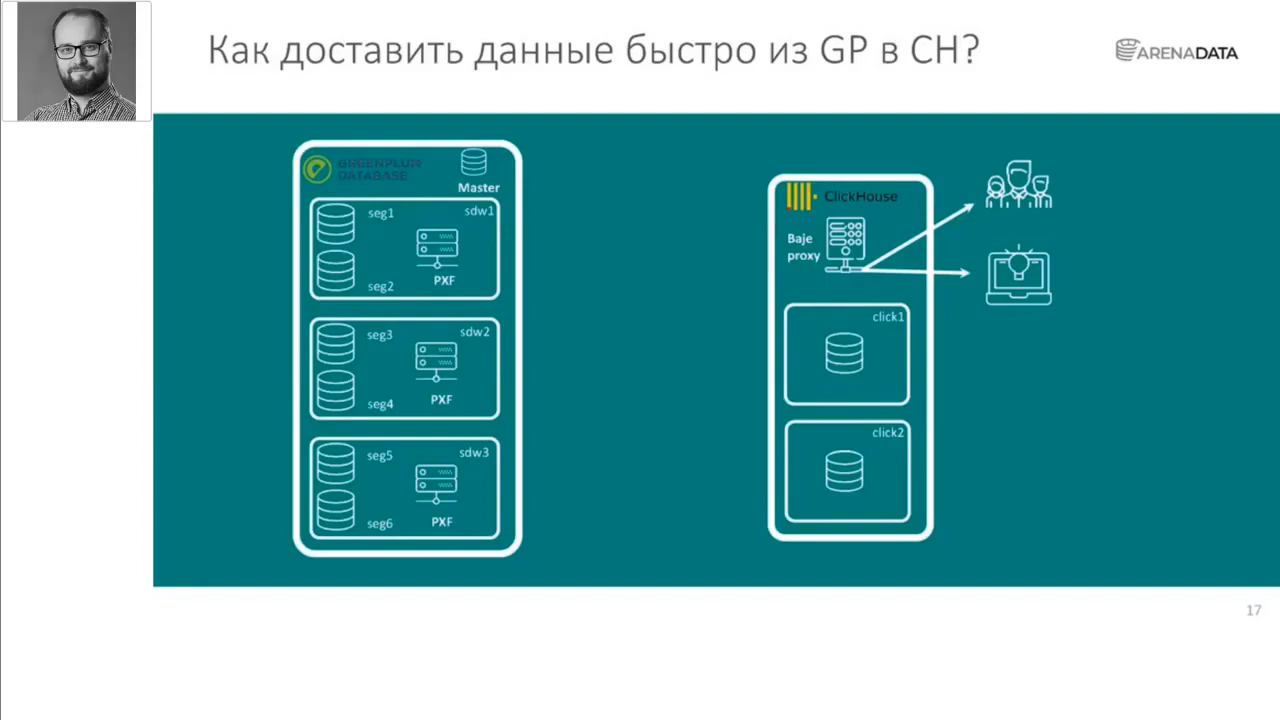 Как доставить данные быстро из GP в CH?
ARENADATA
GREENPLUM
DATABASE
Master
seg1
sdw1
PXF
seg2
seg3
sdw2
PXF
seg4
seg5
sdw3
PXF
seg6
ClickHouse
Baje
proxy
click1
click2
17